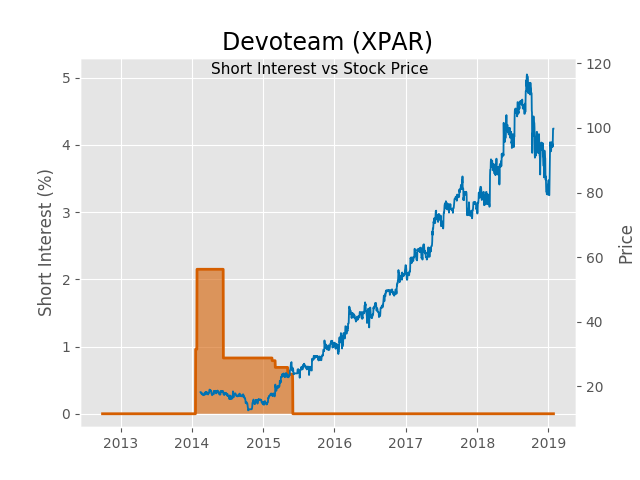 Devoteam (XPAR)
Short Interest vs Stock Price
Short Interest (%)
5
4
3
2
1
0
120
100
80
60
40
20
Price
2013 2014 2015 2016 2017 2018 2019